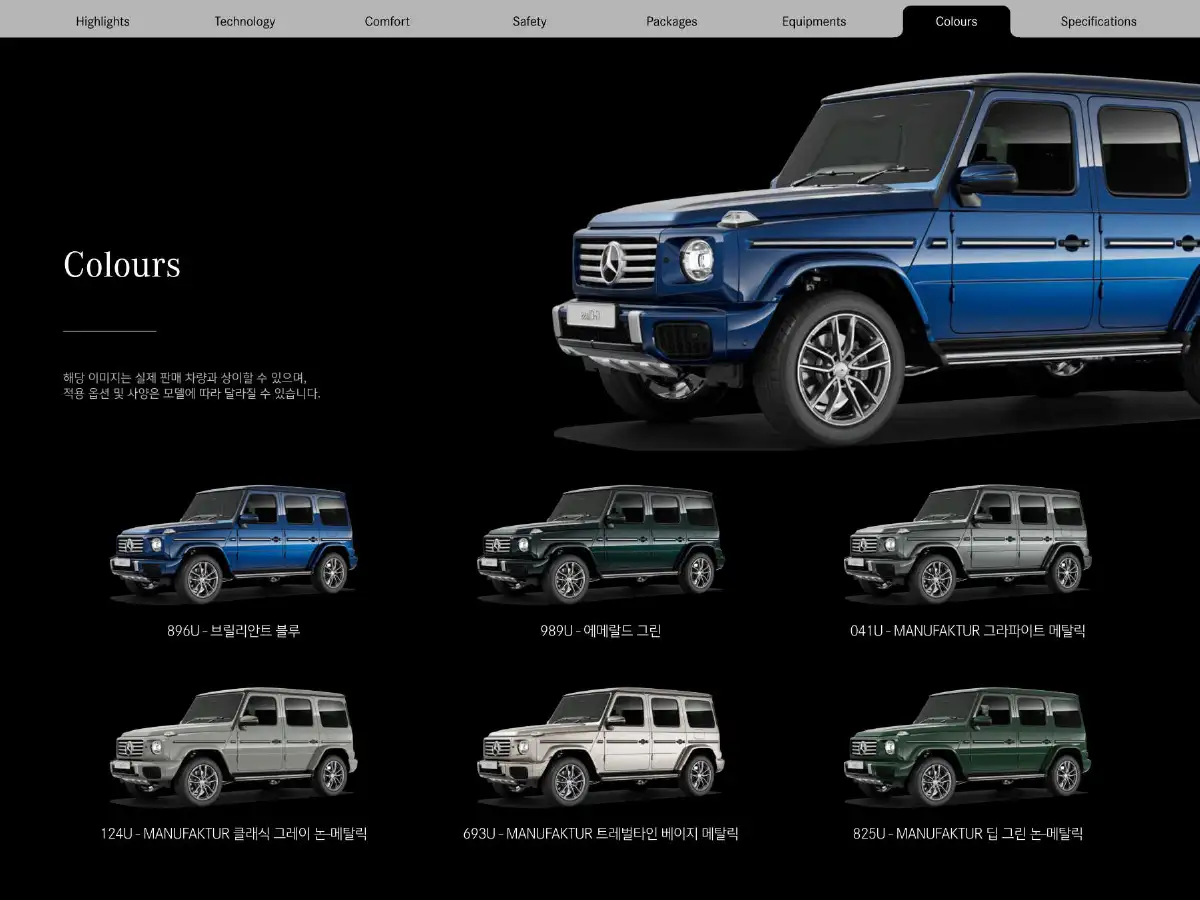 Highlights
Technology
Comfort
Safety
Packages
Equipments
Colours
Specifications
Colours
해당 이미지는 실제 판매 차량과 상이할 수 있으며,
적용 옵션 및 사양은 모델에 따라 달라질 수 있습니다.
896U - 브릴리안트 블루
989U - 에메랄드 그린
041U - MANUFAKTUR 그라파이트 메탈릭
124U - MANUFAKTUR 클래식 그레이 논-메탈릭
693U - MANUFAKTUR 트레벌타인 베이지 메탈릭
825U - MANUFAKTUR 딥 그린 논-메탈릭